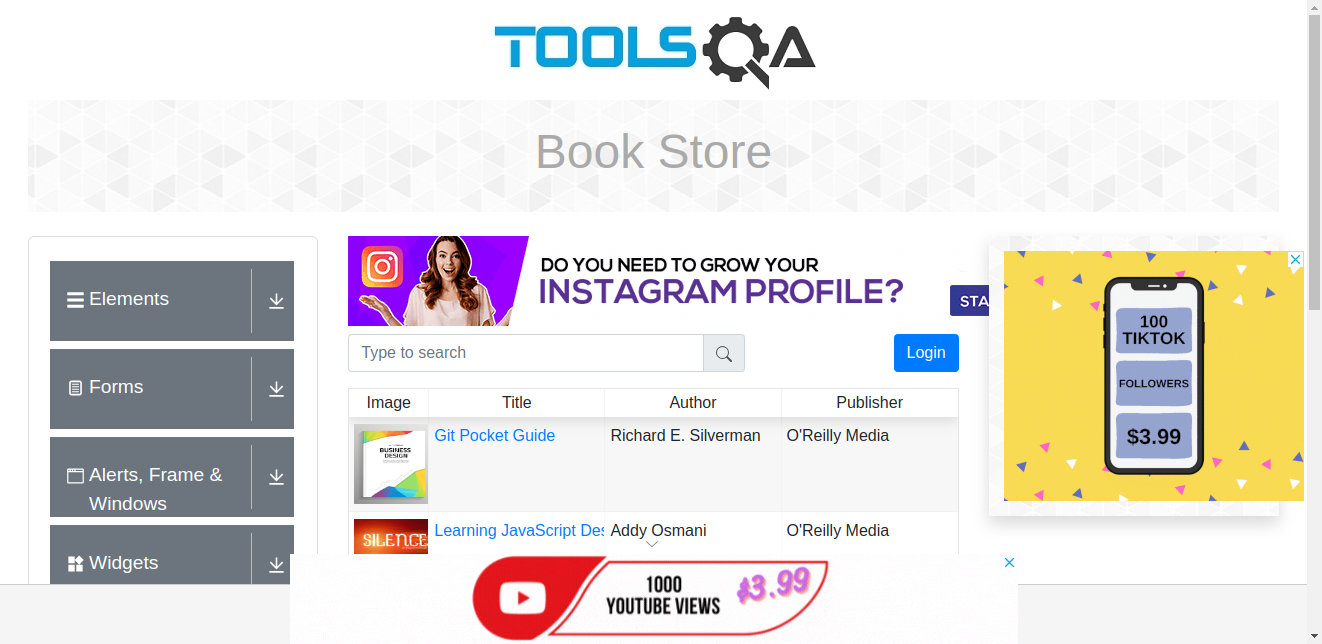 TOOLSQA
Book Store
Elements
Forms
Alerts, Frame &
Windows
Widgets
DO YOU NEED TO GROW YOUR
INSTAGRAM PROFILE?
STA
Type to search
Login
Image Title Author Publisher
BUSINESS
DESIGN
Git Pocket Guide Richard E. Silverman O'Reilly Media
SILENCE
Learning JavaScript Des Addy Osmani O'Reilly Media
100
TIKTOK
FOLLOWERS
$3.99
1000
YOUTUBE VIEWS
$3.99